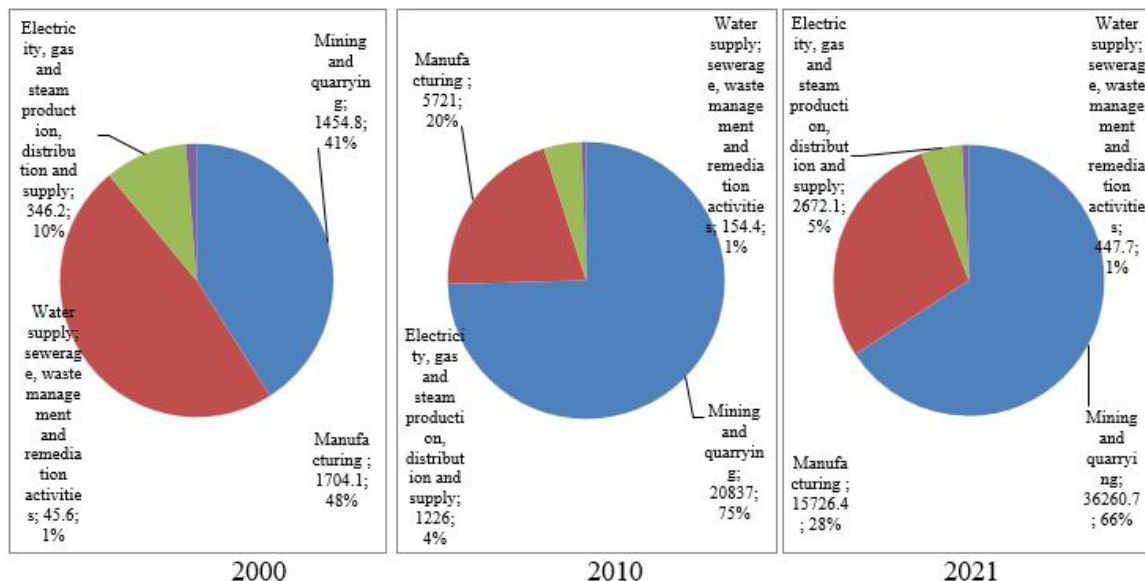 Electric
ity, gas
and
steam
product
ion,
distribu
tion and
supply;
346.2;
10%
Mining
and
quarryin
g;
1454.8;
41%
Water
supply;
sewerag
e, waste
manage
ment
and
remedia
tion
activitie
s; 45.6;
1%
Manufa
cturing ;
1704.1;
48%
2000
Manufa
cturing ;
5721;
20%
Water
supply;
sewerag
e, waste
manage
ment
and
remedia
tion
activitie
s; 154.4;
1%
Electrici
ty, gas
and
steam
producti
on,
distribut
ion and
supply;
1226;
4%
Mining
and
quarryin
g;
20837;
75%
2010
Electric
ity, gas
and
steam
producti
on,
distribut
ion and
supply;
2672.1;
5%
Water
supply;
sewerag
e, waste
manage
ment
and
remedia
tion
activitie
s;
447.7;
1%
Manufa
cturing ;
15726.4
; 28%
Mining
and
quarryi
ng;
36260.7
; 66%
2021